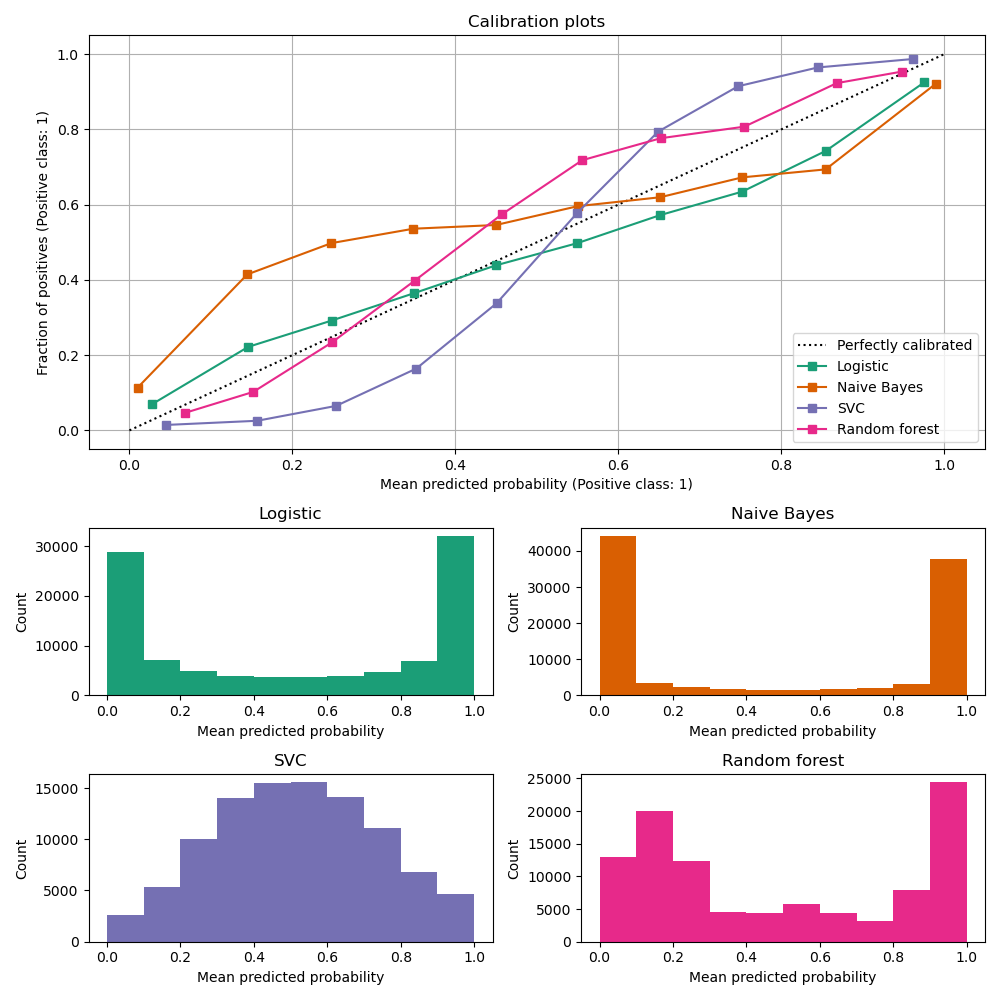 Calibration plots
Fraction of positives (Positive class: 1)
1.0
0.8
0.6
0.4
0.2
0.0
0.0 0.2 0.4 0.6 0.8 1.0
Mean predicted probability (Positive class: 1)
Perfectly calibrated
Logistic
Naive Bayes
SVC
Random forest
Logistic
Count
30000
20000
10000
0
0.0 0.2 0.4 0.6 0.8 1.0
Mean predicted probability
Naive Bayes
Count
40000
30000
20000
10000
0
0.0 0.2 0.4 0.6 0.8 1.0
Mean predicted probability
SVC
Count
15000
10000
5000
0
0.0 0.2 0.4 0.6 0.8 1.0
Mean predicted probability
Random forest
Count
25000
20000
15000
10000
5000
0
0.0 0.2 0.4 0.6 0.8 1.0
Mean predicted probability